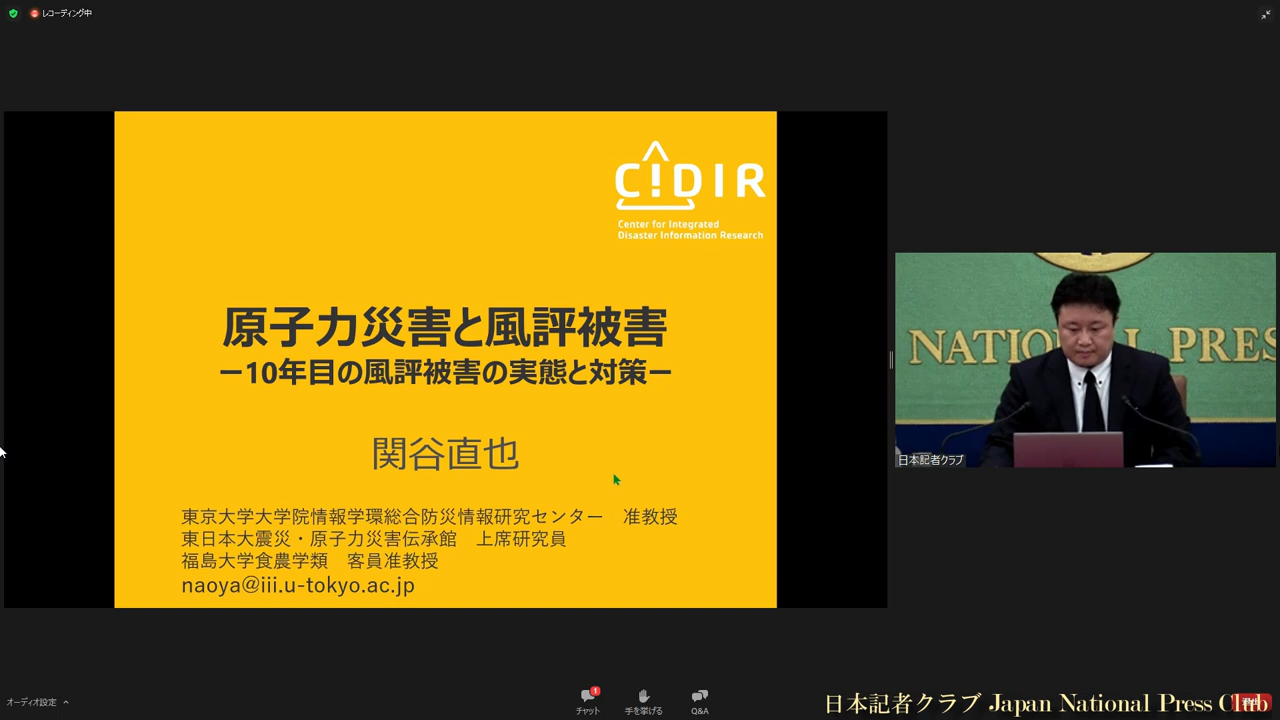 レコーディング中
C!DIR
Center for Integrated
Disaster Information Research
原子力災害と風評被害
ー10年目の風評被害の実態と対策ー
関谷直也
東京大学大学院情報学環総合防災情報研究センター　准教授
東日本大震災・原子力災害伝承館　上席研究員
福島大学食農学類　客員准教授
naoya@iii.u-tokyo.ac.jp
NATIONAL PRESS
日本記者クラブ
オーディオ設定
1
チャット
手を挙げる
Q&A
日本記者クラブ Japan National Press Club